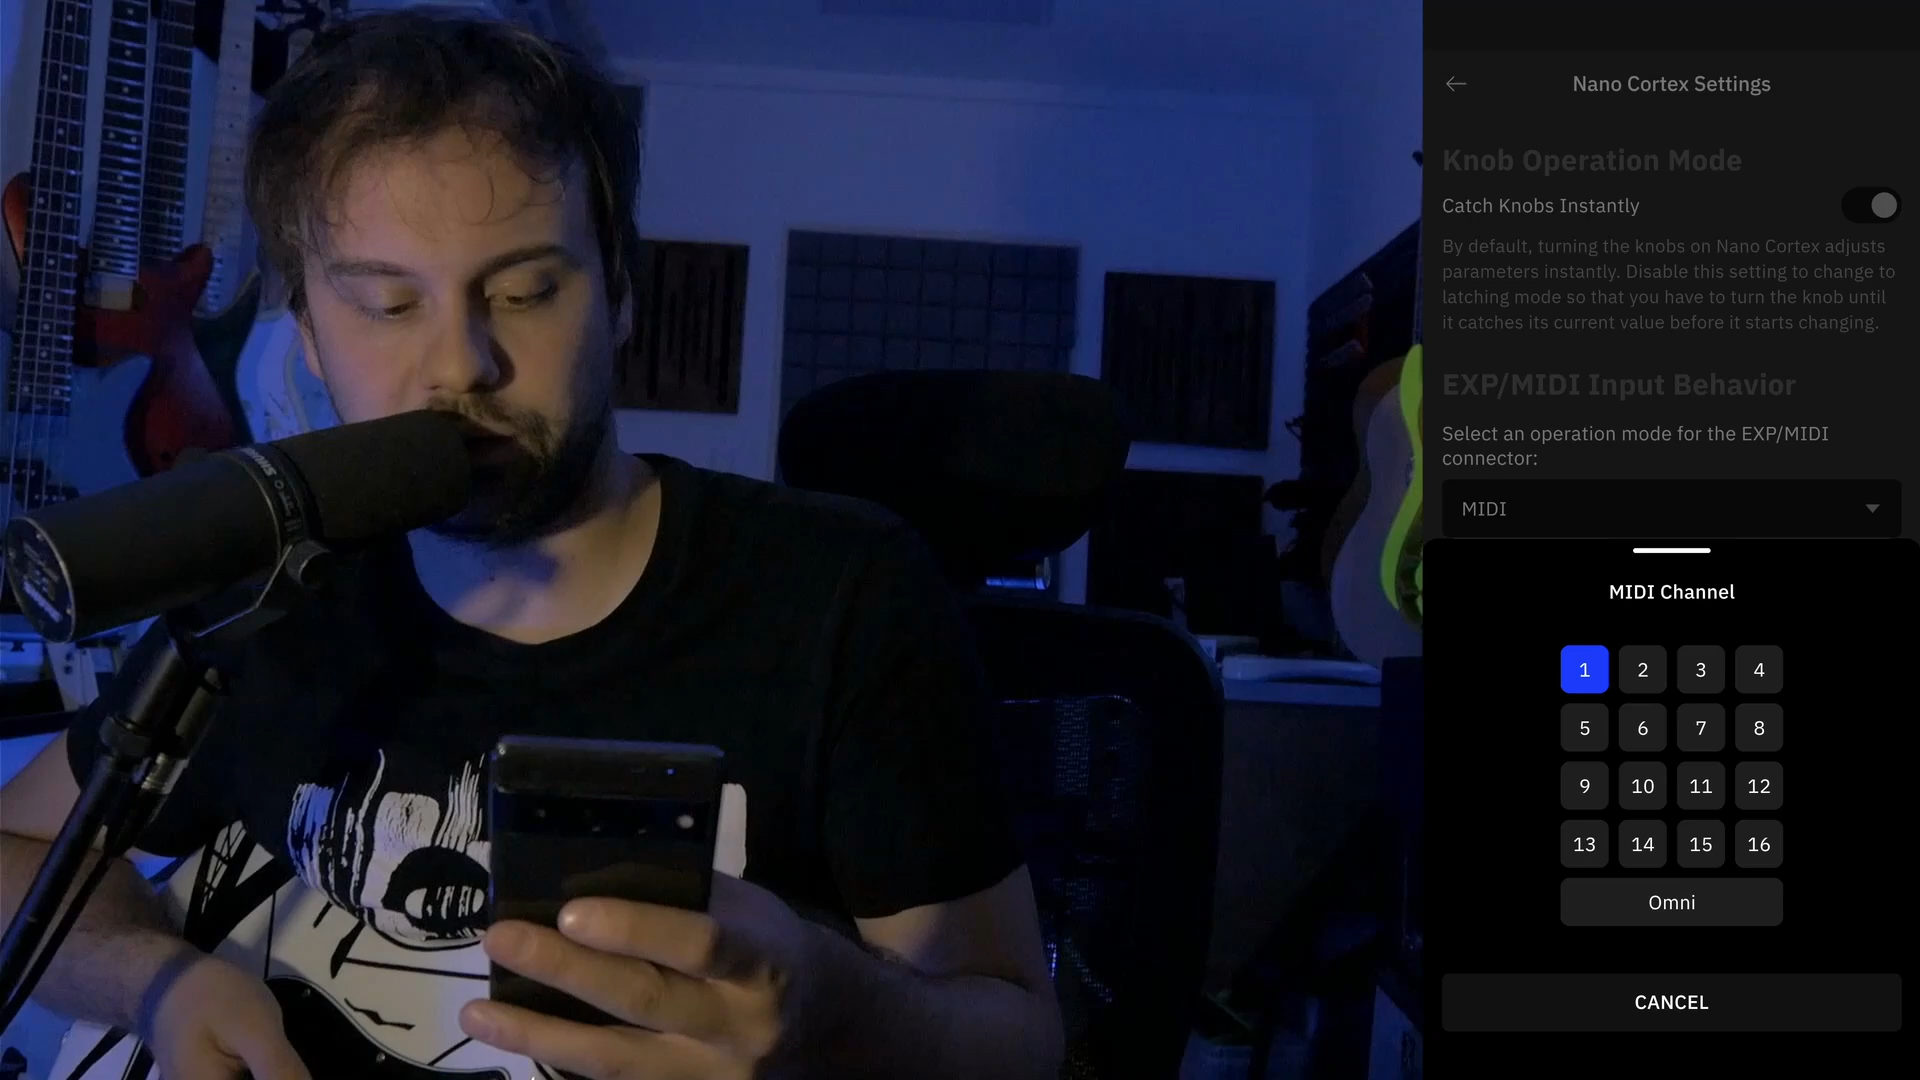 Nano Cortex Settings
Knob Operation Mode
Catch Knobs Instantly
By default, turning the knobs on Nano Cortex adjusts
parameters instantly. Disable this setting to change to
latching mode so that you have to turn the knob until
it catches its current value before it starts changing.
EXP/MIDI Input Behavior
Select an operation mode for the EXP/MIDI
connector:
MIDI
MIDI Channel
1 2 3 4
5 6 7 8
9 10 11 12
13 14 15 16
Omni
CANCEL